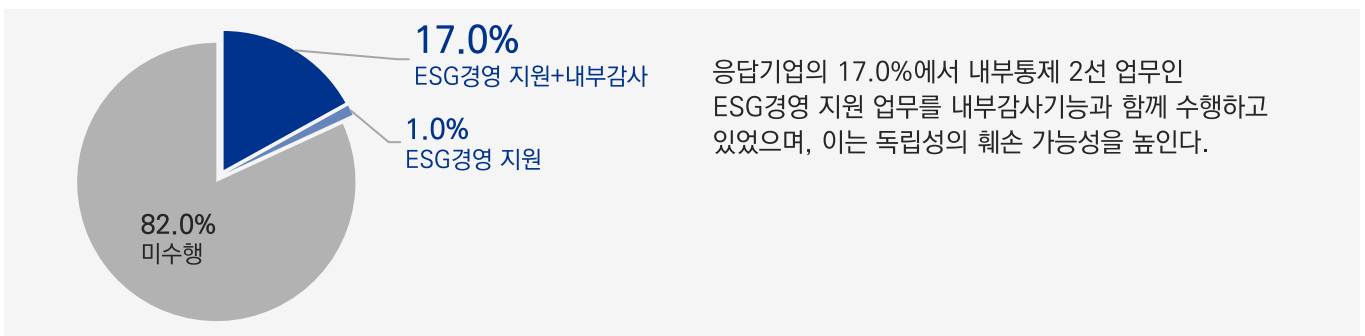 17.0%
ESG경영 지원+내부감사
1.0%
ESG경영 지원
82.0%
미수행
응답기업의 17.0%에서 내부통제 2선 업무인
ESG경영 지원 업무를 내부감사기능과 함께 수행하고
있었으며, 이는 독립성의 훼손 가능성을 높인다.